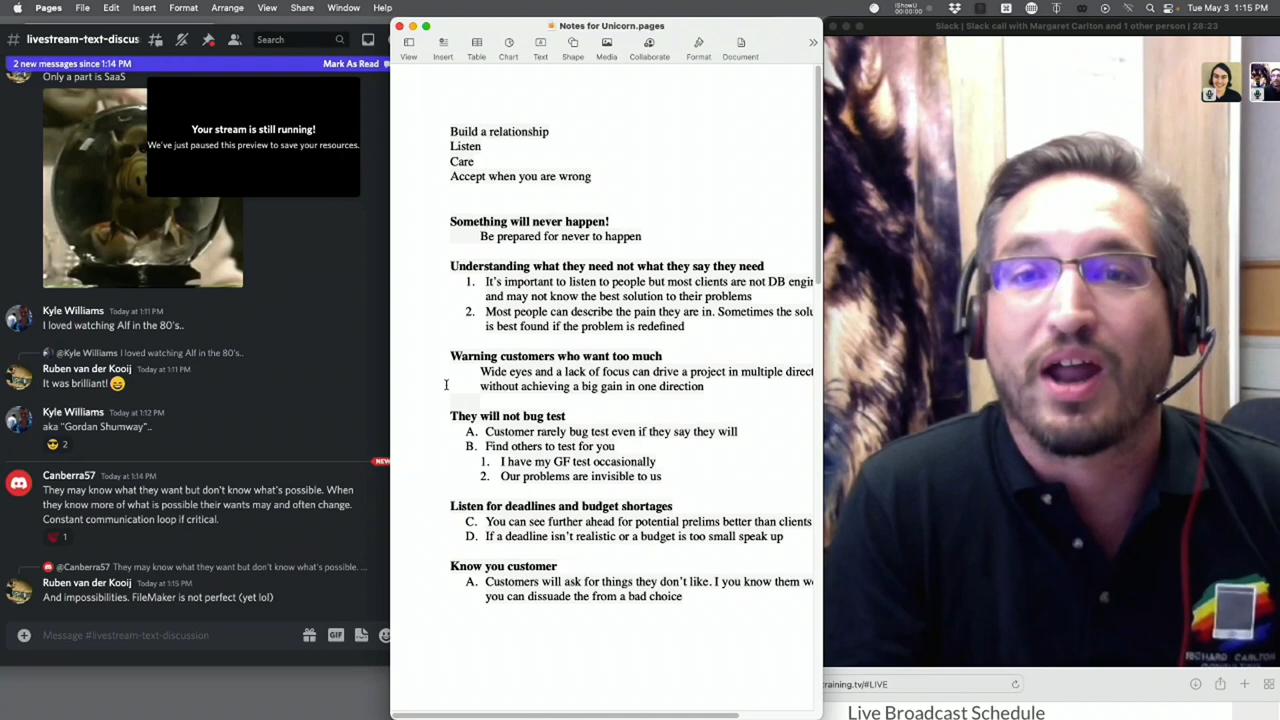 Pages File Edit Insert Format Arrange View Share Window Help
iShowU
00:00:00
Tue May 3 1:15 PM
# livestream-text-discus
Search
2 new messages since 1:14 PM
Mark As Read
Only a part is SaaS
Your stream is still running!
We've just paused this preview to save your resources.
Kyle Williams Today at 1:11 PM
I loved watching Alf in the 80's..
@Kyle Williams I loved watching Alf in the 80's..
Ruben van der Kooij Today at 1:11 PM
It was brilliant! 😄
Kyle Williams Today at 1:12 PM
aka "Gordan Shumway"..
😎 2
NEW
Canberra57 Today at 1:14 PM
They may know what they want but don't know what's possible. When
they know more of what is possible their wants may and often change.
Constant communication loop if critical.
1
@Canberra57 They may know what they want but don't know what's possible. ...
Ruben van der Kooij Today at 1:15 PM
And impossibilities. FileMaker is not perfect (yet lol)
Message #livestream-text-discussion
GIF
Notes for Unicorn.pages
View Insert Table Chart Text Shape Media Collaborate Format Document
Build a relationship
Listen
Care
Accept when you are wrong
Something will never happen!
Be prepared for never to happen
Understanding what they need not what they say they need
1. It's important to listen to people but most clients are not DB engin
and may not know the best solution to their problems
2. Most people can describe the pain they are in. Sometimes the solu
is best found if the problem is redefined
Warning customers who want too much
Wide eyes and a lack of focus can drive a project in multiple direct
without achieving a big gain in one direction
They will not bug test
A. Customer rarely bug test even if they say they will
B. Find others to test for you
1. I have my GF test occasionally
2. Our problems are invisible to us
Listen for deadlines and budget shortages
C. You can see further ahead for potential prelims better than clients
D. If a deadline isn't realistic or a budget is too small speak up
Know you customer
A. Customers will ask for things they don't like. I you know them we
you can dissuade the from a bad choice
Slack | Slack call with Margaret Carlton and 1 other person | 28:23
RICHARD CARLTON
training.tv/#LIVE
Live Broadcast Schedule